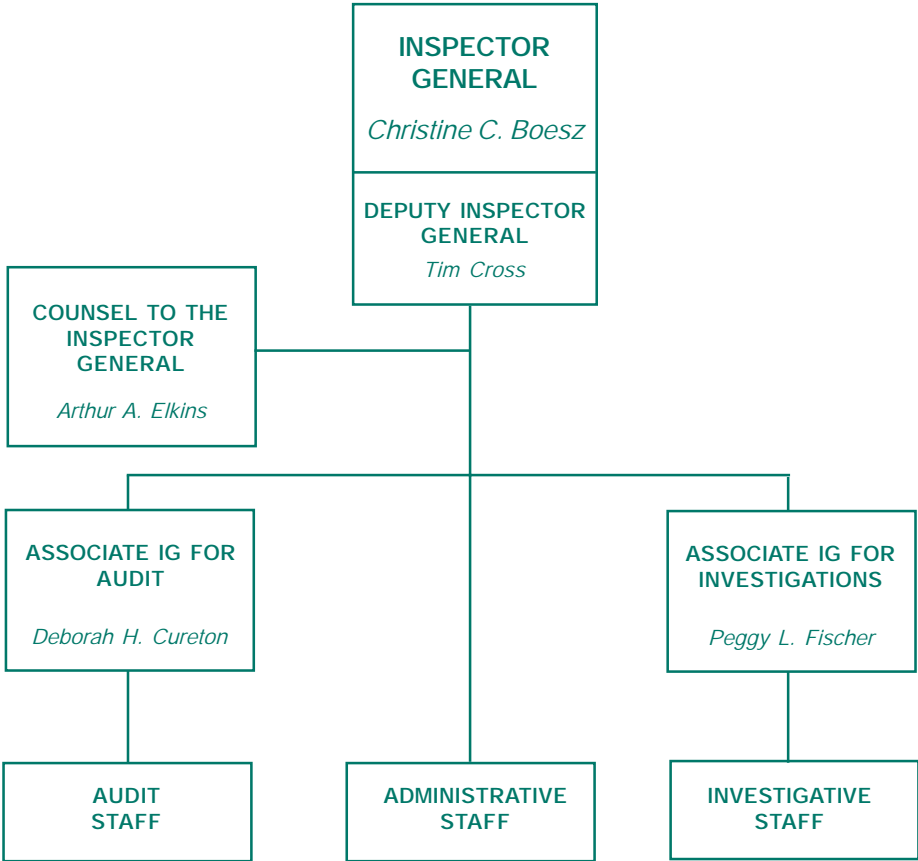 INSPECTOR
GENERAL
Christine C. Boesz
DEPUTY INSPECTOR
GENERAL
Tim Cross
COUNSEL TO THE
INSPECTOR
GENERAL
Arthur A. Elkins
ASSOCIATE IG FOR
AUDIT
Deborah H. Cureton
ASSOCIATE IG FOR
INVESTIGATIONS
Peggy L. Fischer
AUDIT
STAFF
ADMINISTRATIVE
STAFF
INVESTIGATIVE
STAFF